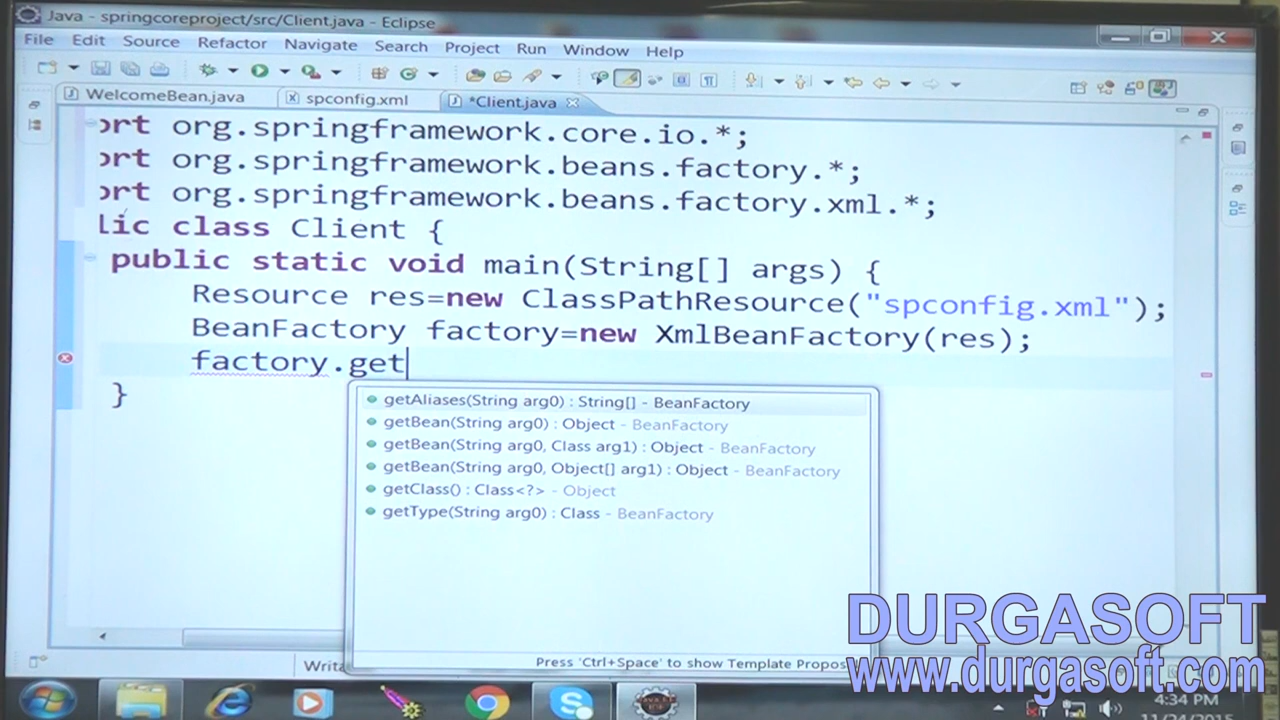 Java - springcoreproject/src/Client.java - Eclipse
File Edit Source Refactor Navigate Search Project Run Window Help
WelcomeBean.java spconfig.xml *Client.java
ort org.springframework.core.io.*;
ort org.springframework.beans.factory.*;
ort org.springframework.beans.factory.xml.*;
lic class Client {
public static void main(String[] args) {
Resource res=new ClassPathResource("spconfig.xml");
BeanFactory factory=new XmlBeanFactory(res);
factory.get
}
getAliases(String arg0) : String[] - BeanFactory
getBean(String arg0) : Object - BeanFactory
getBean(String arg0, Class arg1) : Object - BeanFactory
getBean(String arg0, Object[] arg1) : Object - BeanFactory
getClass() : Class<?> - Object
getType(String arg0) : Class - BeanFactory
Press 'Ctrl+Space' to show Template Propos
Writa
DURGASOFT
www.durgasoft.com
4:34 PM